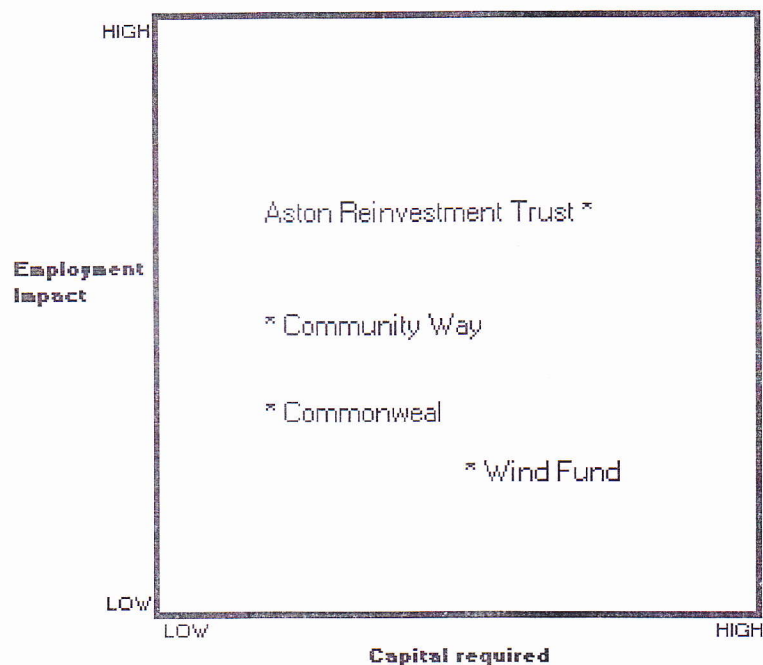 HIGH
Aston Reinvestment Trust *
Employment
Impact
* Community Way
* Commonweal
* Wind Fund
LOW
LOW
HIGH
Capital required